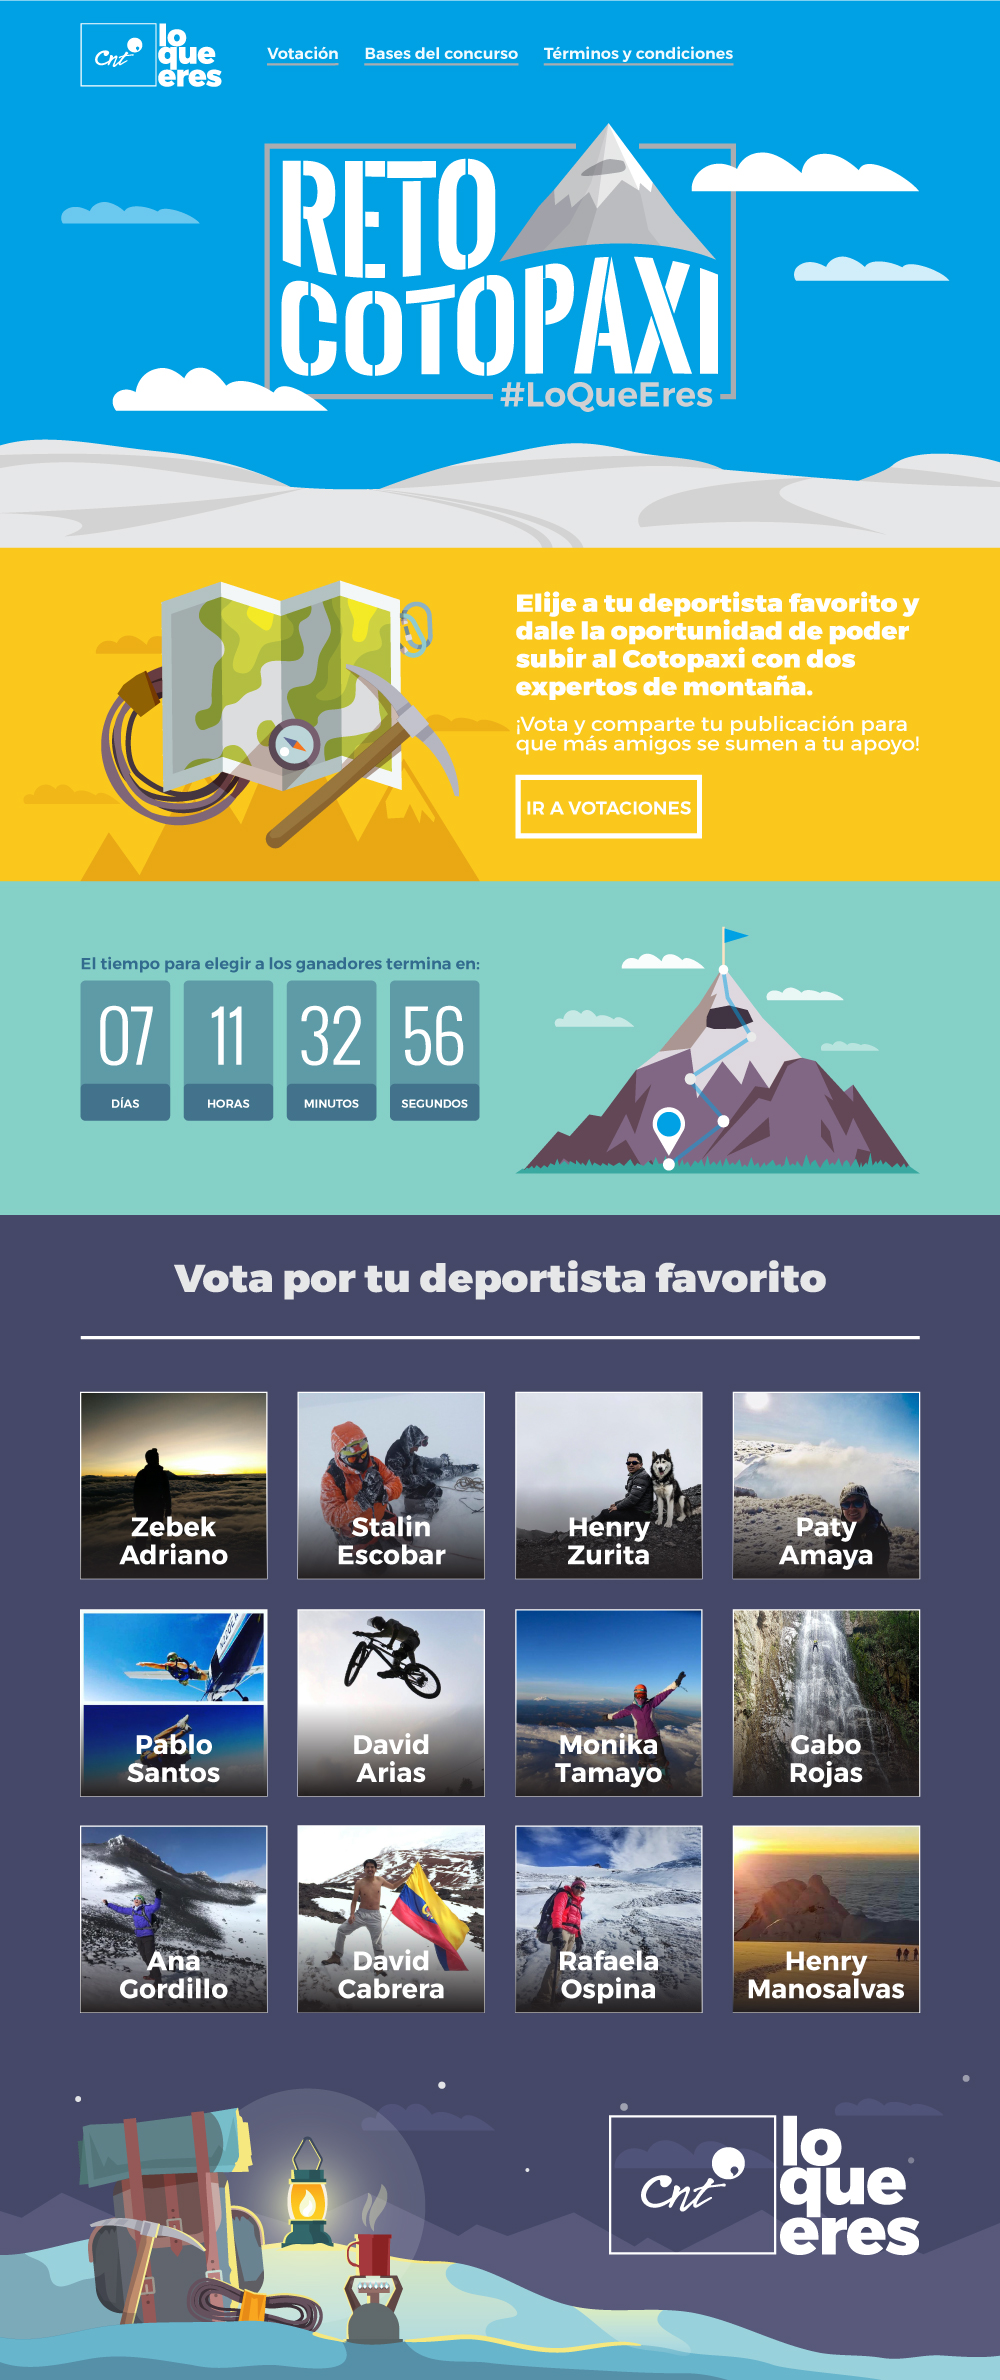 Cnt
lo
que
eres
Votación
Bases del concurso
Términos y condiciones
RETO
COTOPAXI
#LoQueEres
Elije a tu deportista favorito y
dale la oportunidad de poder
subir al Cotopaxi con dos
expertos de montaña.
¡Vota y comparte tu publicación para
que más amigos se sumen a tu apoyo!
IR A VOTACIONES
El tiempo para elegir a los ganadores termina en:
07
DÍAS
11
HORAS
32
MINUTOS
56
SEGUNDOS
Vota por tu deportista favorito
Zebek
Adriano
Stalin
Escobar
Henry
Zurita
Paty
Amaya
Pablo
Santos
David
Arias
Monika
Tamayo
Gabo
Rojas
Ana
Gordillo
David
Cabrera
Rafaela
Ospina
Henry
Manosalvas
Cnt
lo
que
eres